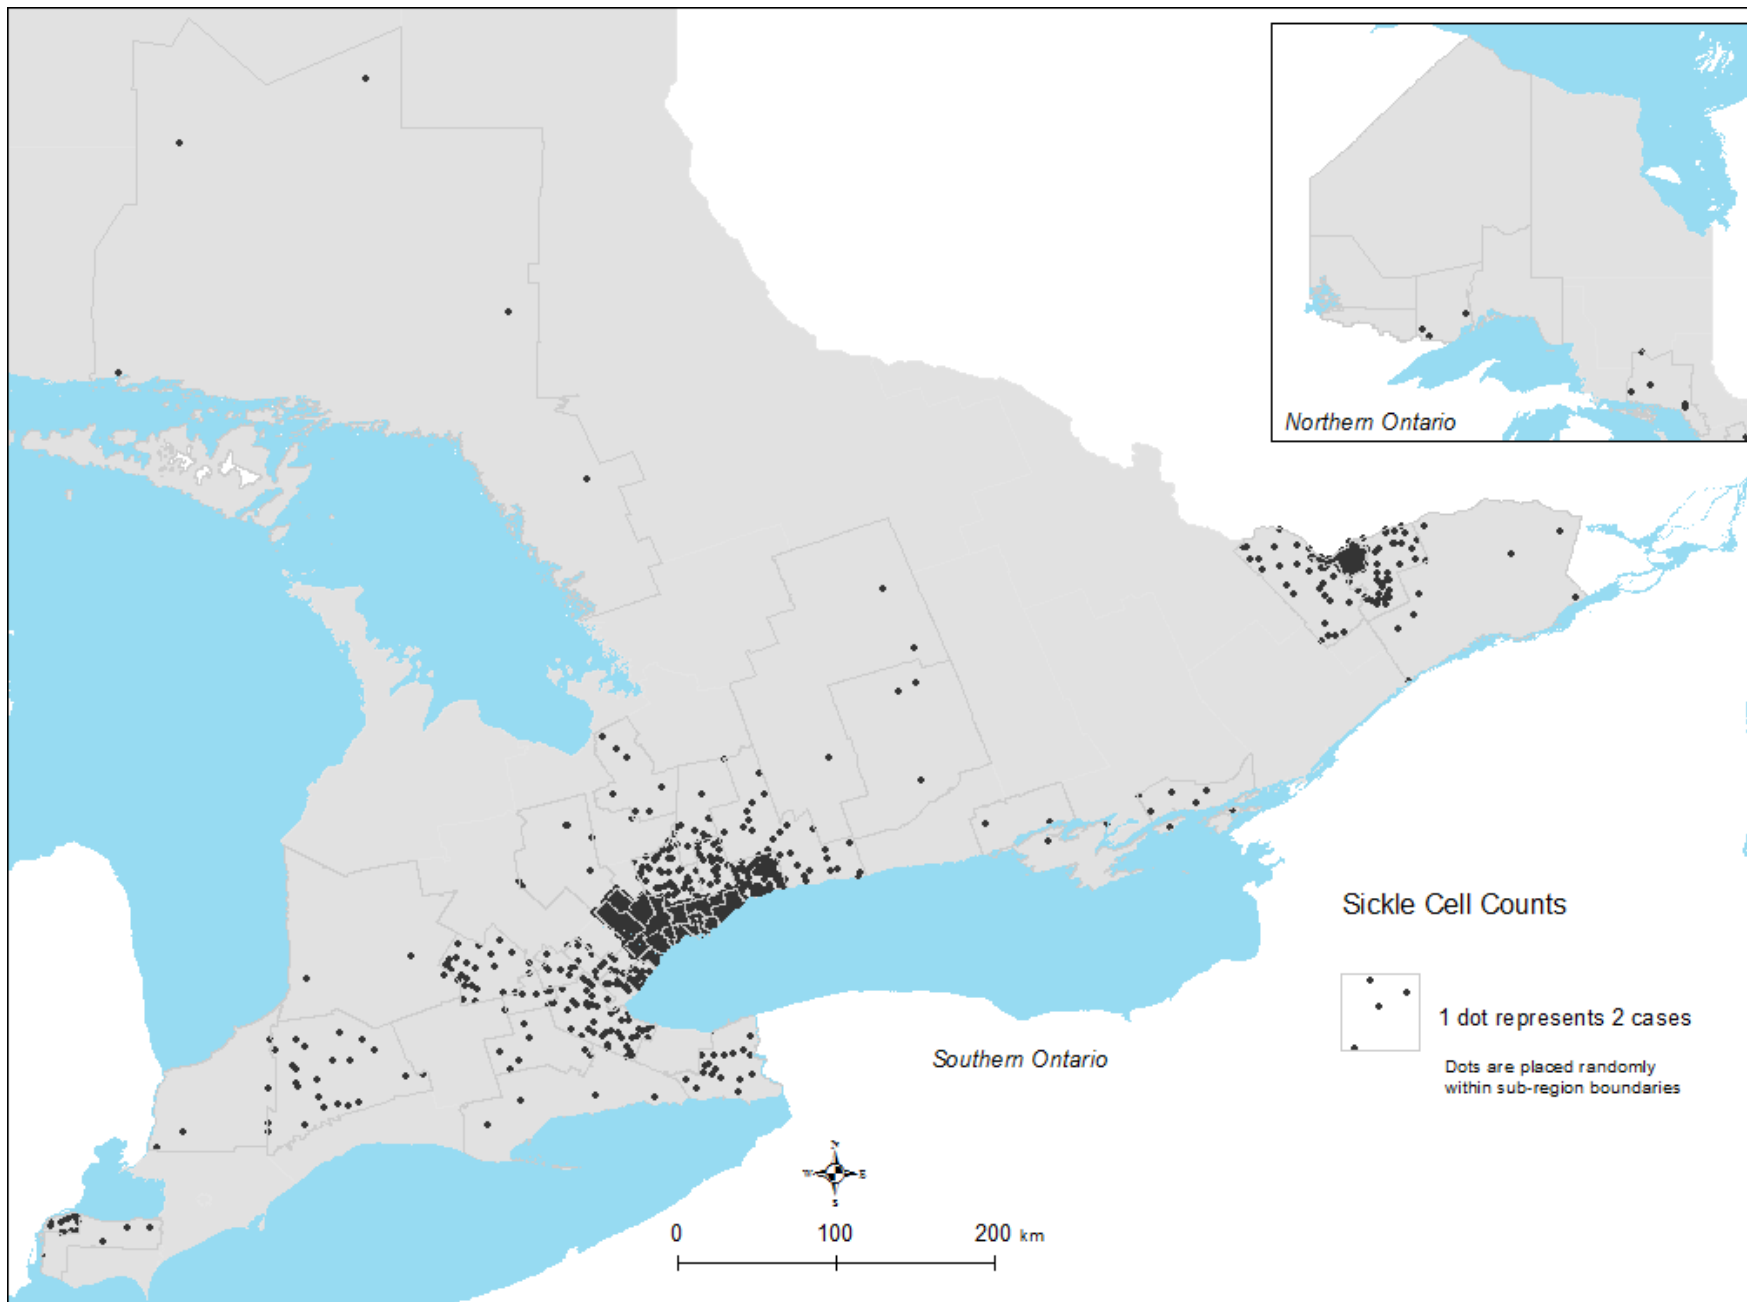 Northern Ontario
Sickle Cell Counts
1 dot represents 2 cases
Dots are placed randomly
within sub-region boundaries
Southern Ontario
N
W E
S
0 100 200 km